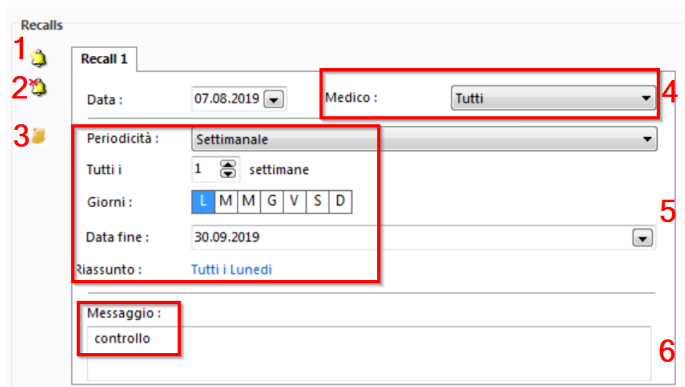 Recalls
1
Recall 1
2
Data : 07.08.2019 Medico : Tutti 4
3 Periodicità : Settimanale
Tutti i 1 settimane
Giorni : L M M G V S D
5
Data fine : 30.09.2019
Riassunto : Tutti i Lunedi
Messaggio :
controllo
6